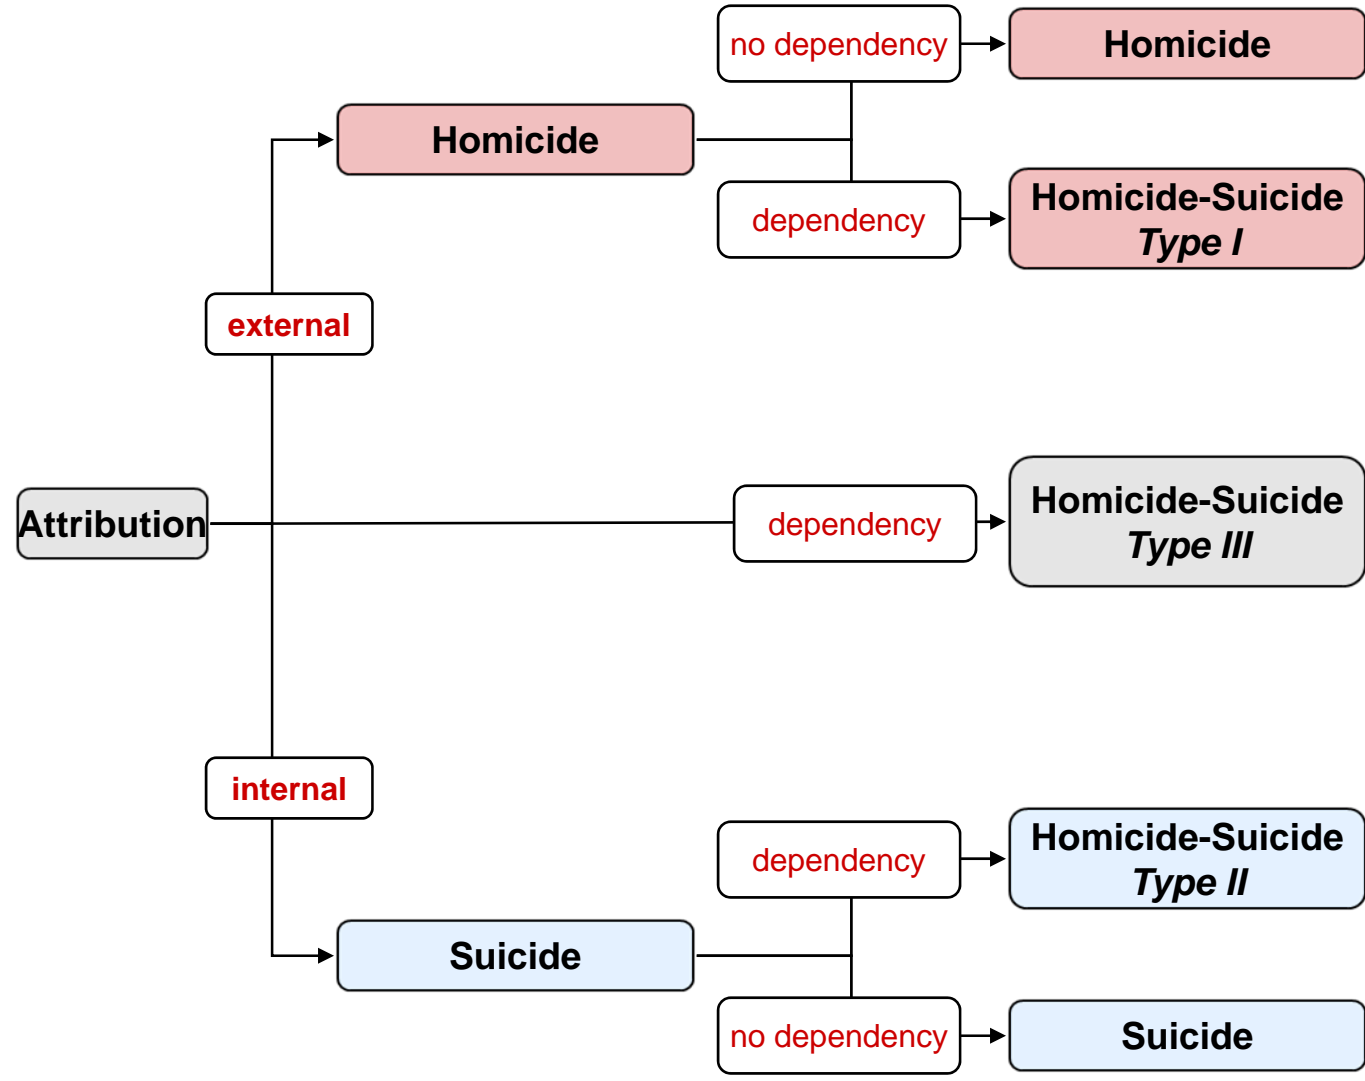 no dependency
Homicide
Homicide
dependency
Homicide-Suicide
Type I
external
Attribution
dependency
Homicide-Suicide
Type III
internal
dependency
Homicide-Suicide
Type II
Suicide
no dependency
Suicide